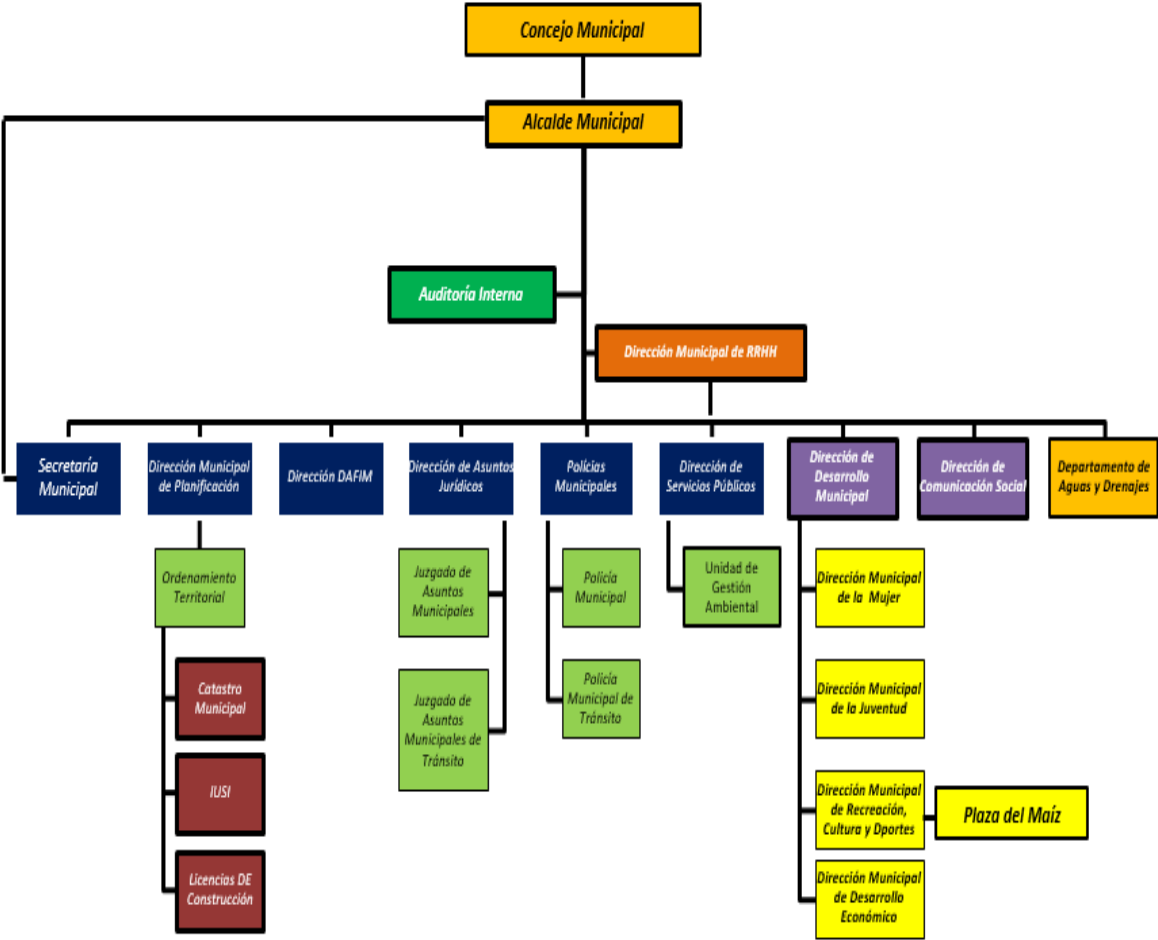 Concejo Municipal
Alcalde Municipal
Auditoría Interna
Dirección Municipal de RRHH
Secretaría
Municipal
Dirección Municipal
de Planificación
Dirección DAFIM
Dirección de Asuntos
Jurídicos
Polícias
Municipales
Dirección de
Servicios Públicos
Dirección de
Desarrollo
Municipal
Dirección de
Comunicación Social
Departamento de
Aguas y Drenajes
Ordenamiento
Territorial
Juzgado de
Asuntos
Municipales
Policía
Municipal
Unidad de
Gestión
Ambiental
Dirección Municipal
de la Mujer
Catastro
Municipal
Juzgado de
Asuntos
Municipales de
Tránsito
Policía
Municipal de
Tránsito
Dirección Municipal
de la Juventud
IUSI
Dirección Municipal
de Recreación,
Cultura y Dportes
Plaza del Maíz
Licencias DE
Construcción
Dirección Municipal
de Desarrollo
Económico